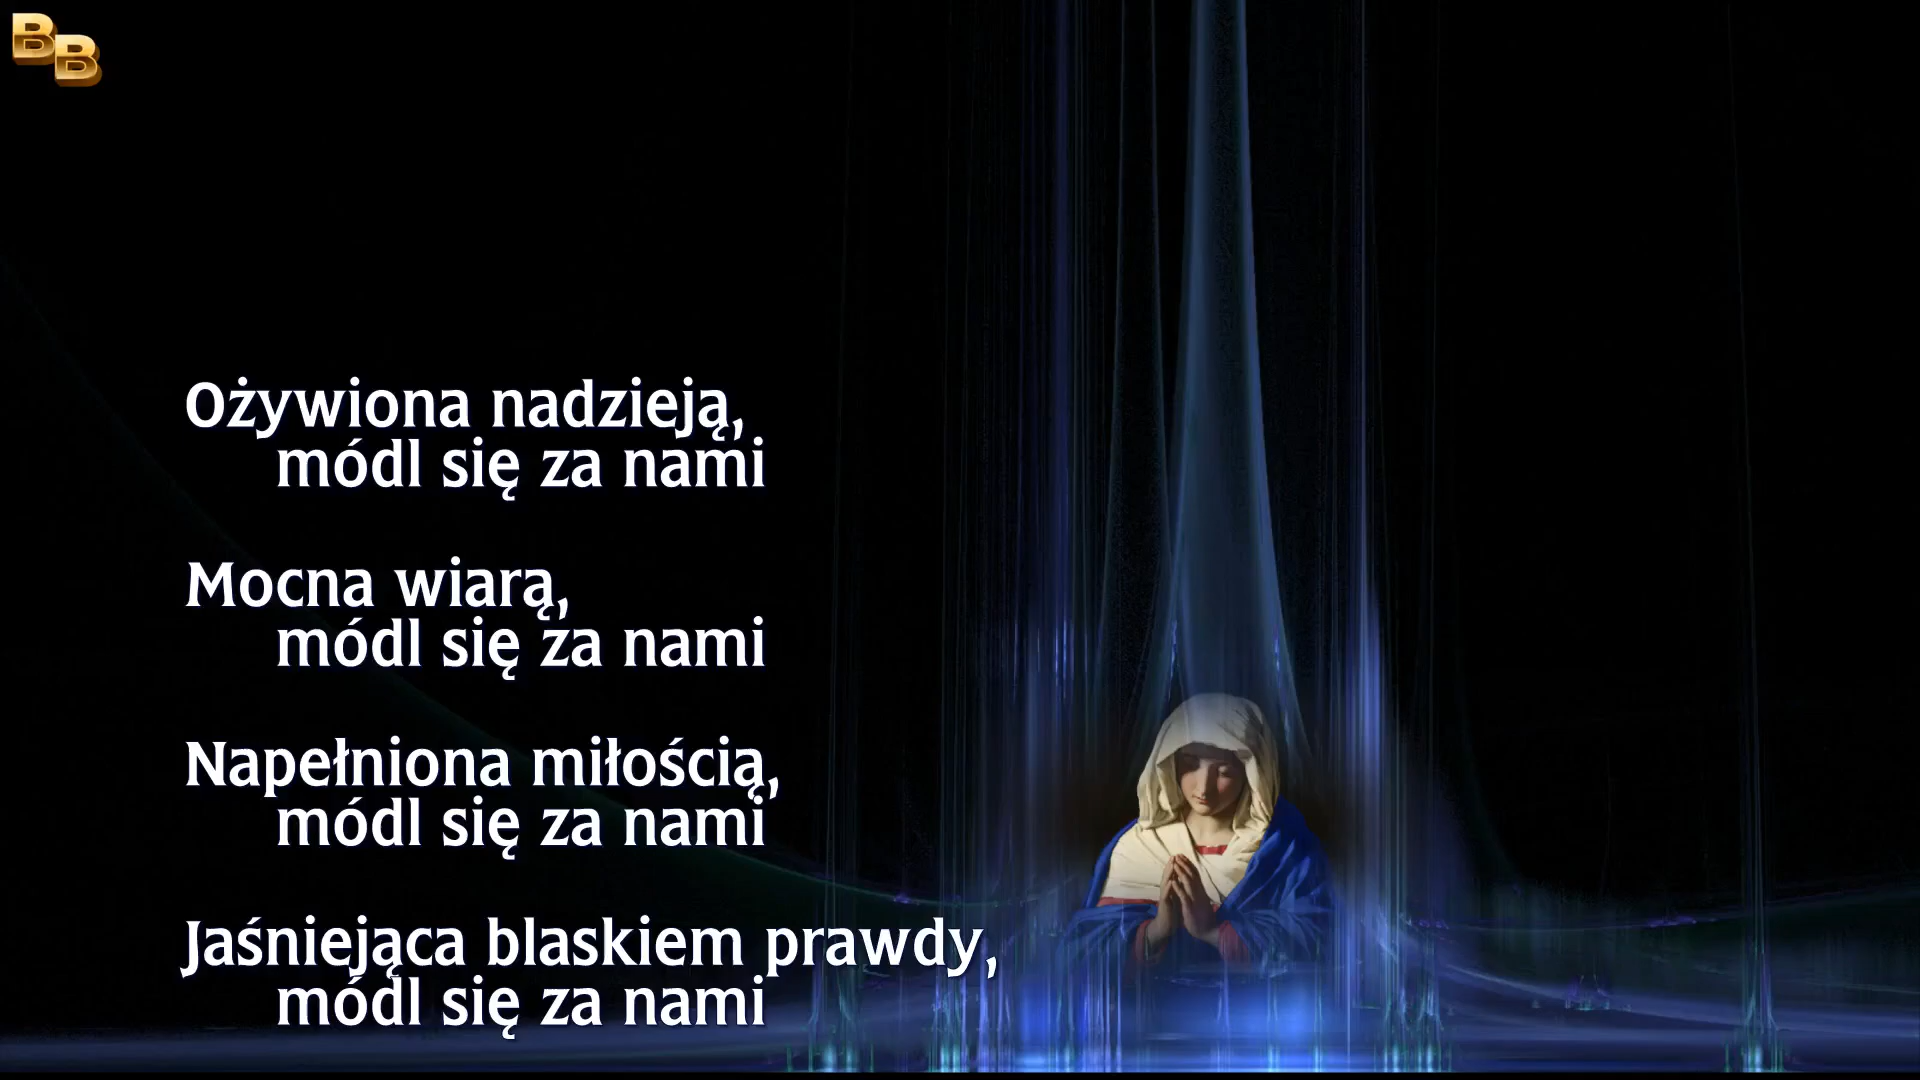 BB
Ożywiona nadzieją,
módl się za nami
Mocna wiarą,
módl się za nami
Napełniona miłością,
módl się za nami
Jaśniejąca blaskiem prawdy,
módl się za nami